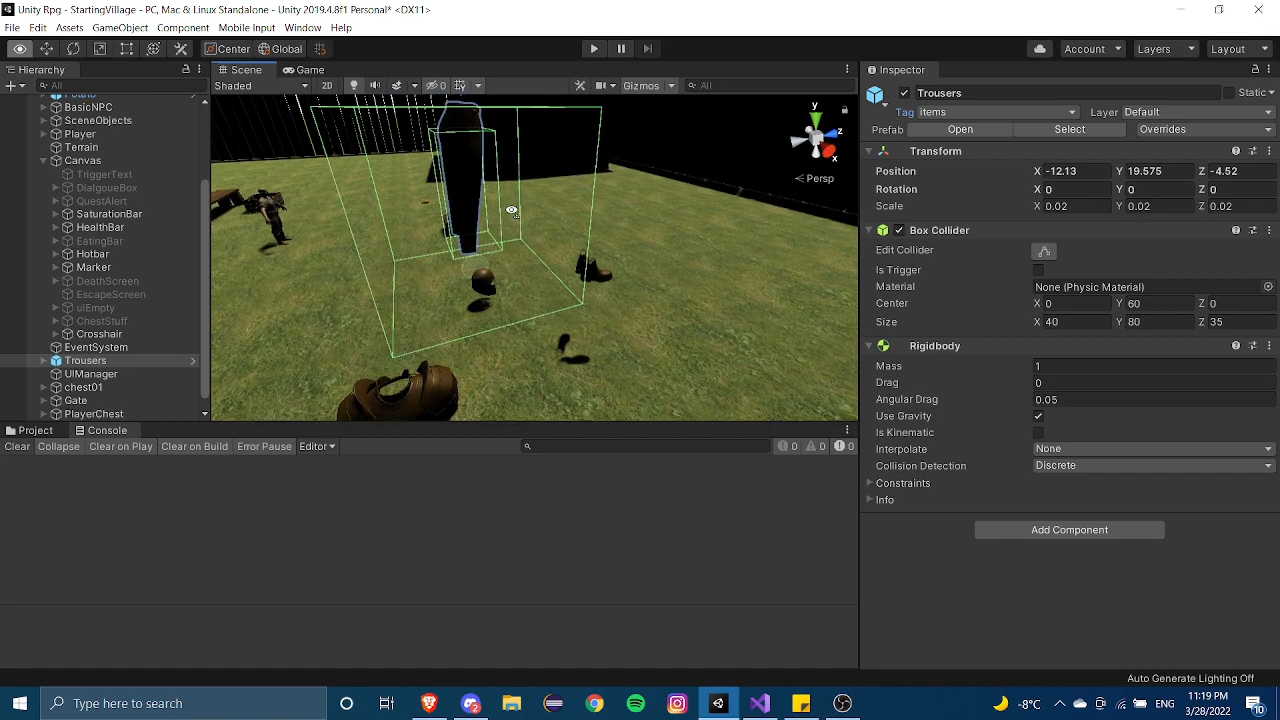 Unity Rpg - StartingVillage - PC, Mac & Linux Standalone - Unity 2019.4.8f1 Personal* <DX11>
File Edit Assets GameObject Component Mobile Input Window Help
Center Global Account Layers Layout
Hierarchy Scene Game Inspector
All Shaded 2D 0 Gizmos All
Trousers Static
Tag items Layer Default
Prefab Open Select Overrides
Potato
BasicNPC
SceneObjects
Player
Terrain
Canvas
TriggerText
DialgoueBox
QuestAlert
SaturationBar
HealthBar
EatingBar
Hotbar
Marker
DeathScreen
EscapeScreen
uiEmpty
ChestStuff
Crosshair
EventSystem
Trousers
UIManager
chest01
Gate
PlayerChest
y
z
x
Persp
Transform
Position X -12.13 Y 19.575 Z -4.52
Rotation X 0 Y 0 Z 0
Scale X 0.02 Y 0.02 Z 0.02
Box Collider
Edit Collider
Is Trigger
Material None (Physic Material)
Center X 0 Y 60 Z 0
Size X 40 Y 80 Z 35
Rigidbody
Mass 1
Drag 0
Angular Drag 0.05
Use Gravity
Is Kinematic
Interpolate None
Collision Detection Discrete
Constraints
Info
Add Component
Project Console
Clear Collapse Clear on Play Clear on Build Error Pause Editor 0 0 0
Auto Generate Lighting Off
Type here to search
-8°C ENG 11:19 PM 3/28/2022 10